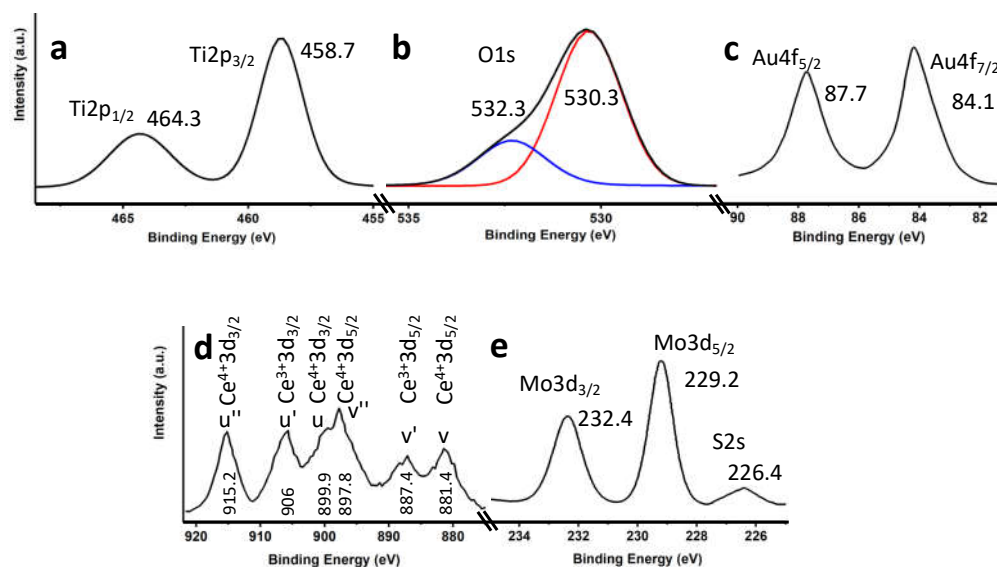 a
b
c
Ti2p3/2
458.7
Ti2p1/2
464.3
O1s
532.3
530.3
Au4f5/2
87.7
Au4f7/2
84.1
Intensity (a.u.)
465
460
455
535
530
90
88
86
84
82
Binding Energy (eV)
Binding Energy (eV)
Binding Energy (eV)
d
e
Ce4+3d3/2
Ce3+3d3/2
Ce4+3d3/2
Ce4+3d5/2
Ce3+3d5/2
Ce4+3d5/2
u''
u'
u
v''
v'
v
915.2
906
899.9
897.8
887.4
881.4
Mo3d3/2
232.4
Mo3d5/2
229.2
S2s
226.4
Intensity (a.u.)
920
910
900
890
880
234
232
230
228
226
Binding Energy (eV)
Binding Energy (eV)